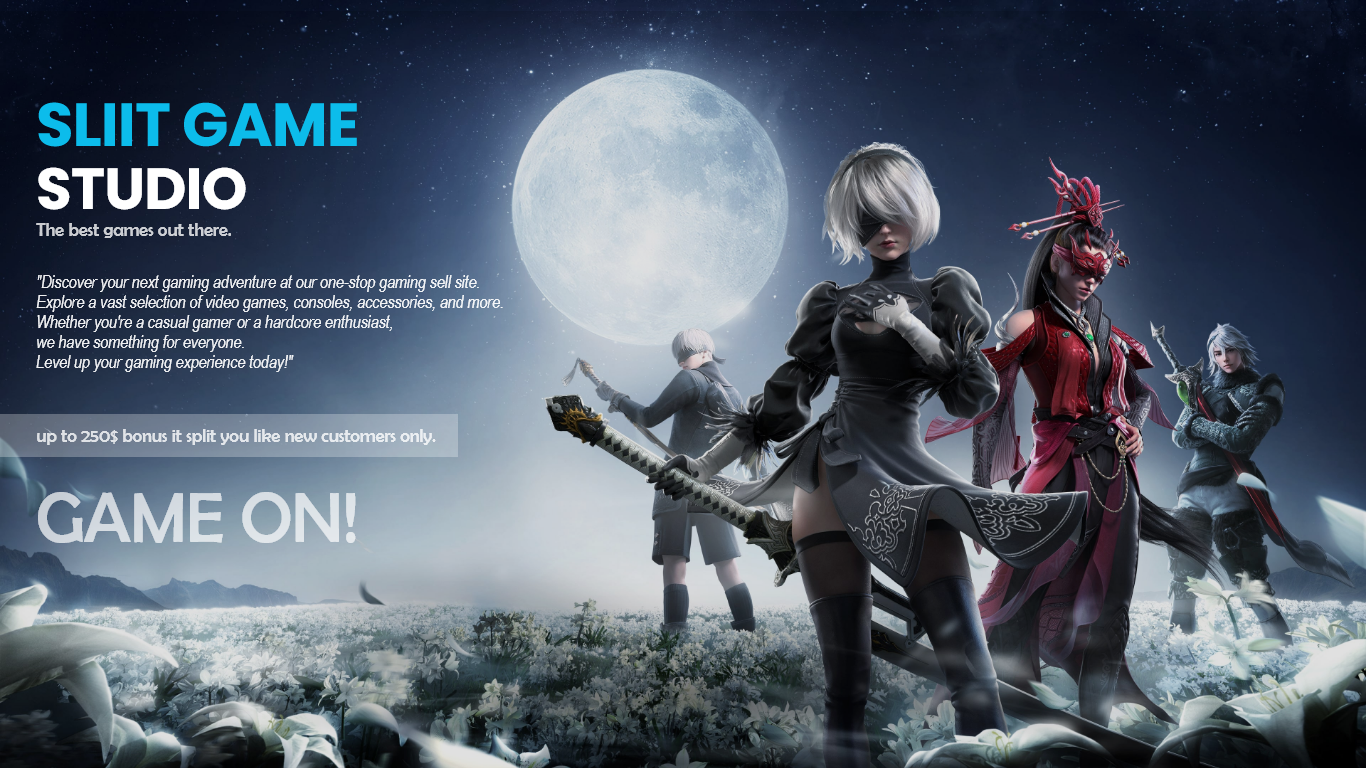 SLIIT GAME
STUDIO
The best games out there.
"Discover your next gaming adventure at our one-stop gaming sell site.
Explore a vast selection of video games, consoles, accessories, and more.
Whether you're a casual gamer or a hardcore enthusiast,
we have something for everyone.
Level up your gaming experience today!"
up to 250$ bonus it split you like new customers only.
GAME ON!